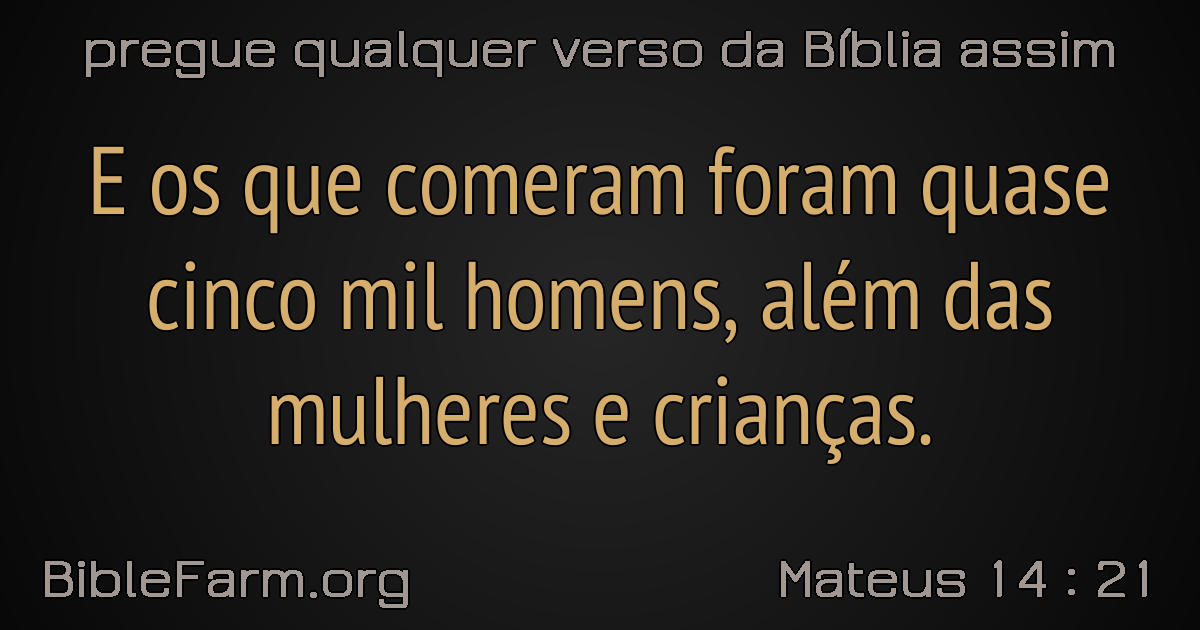 pregue qualquer verso da Bíblia assim
E os que comeram foram quase
cinco mil homens, além das
mulheres e crianças.
BibleFarm.org
Mateus 14 : 21